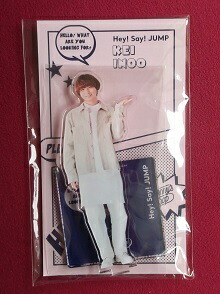 HELLO! WHAT
ARE YOU
LOOKING FOR?
Hey! Say! JUMP
KEI
INOO
Hey! Say! JUMP